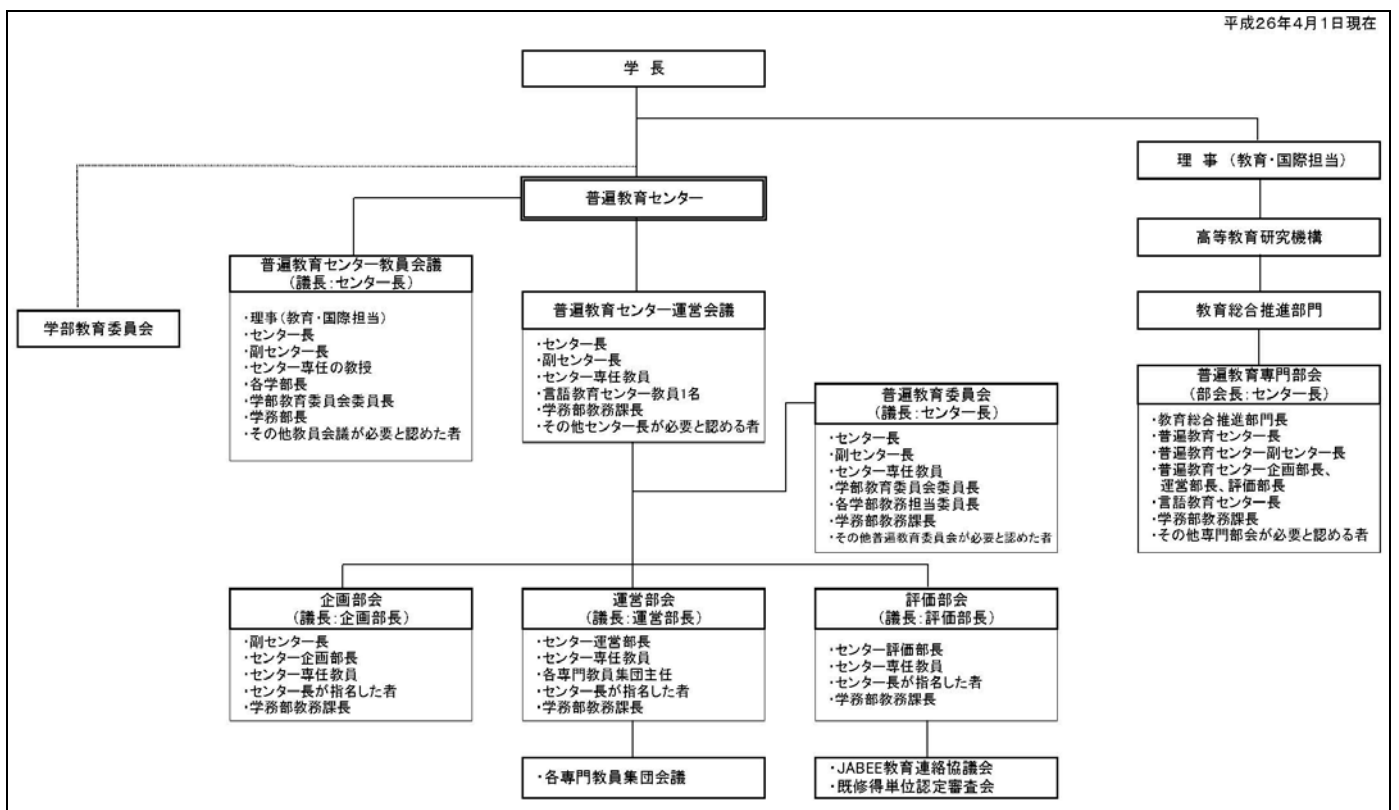 平成26年4月1日現在
学 長
理 事 (教育・国際担当)
普遍教育センター
高等教育研究機構
教育総合推進部門
学部教育委員会
普遍教育センター教員会議
(議長:センター長)
・理事(教育・国際担当)
・センター長
・副センター長
・センター専任の教授
・各学部長
・学部教育委員会委員長
・学務部長
・その他教員会議が必要と認めた者
普遍教育センター運営会議
・センター長
・副センター長
・センター専任教員
・言語教育センター教員1名
・学務部教務課長
・その他センター長が必要と認める者
普遍教育委員会
(議長:センター長)
・センター長
・副センター長
・センター専任教員
・学部教育委員会委員長
・各学部教務担当委員長
・学務部教務課長
・その他普遍教育委員会が必要と認めた者
普遍教育専門部会
(部会長:センター長)
・教育総合推進部門長
・普遍教育センター長
・普遍教育センター副センター長
・普遍教育センター企画部長、
運営部長、評価部長
・言語教育センター長
・学務部教務課長
・その他専門部会が必要と認める者
企画部会
(議長:企画部長)
・副センター長
・センター企画部長
・センター専任教員
・センター長が指名した者
・学務部教務課長
運営部会
(議長:運営部長)
・センター運営部長
・センター専任教員
・各専門教員集団主任
・センター長が指名した者
・学務部教務課長
評価部会
(議長:評価部長)
・センター評価部長
・センター専任教員
・センター長が指名した者
・学務部教務課長
・各専門教員集団会議
・JABEE教育連絡協議会
・既修得単位認定審査会